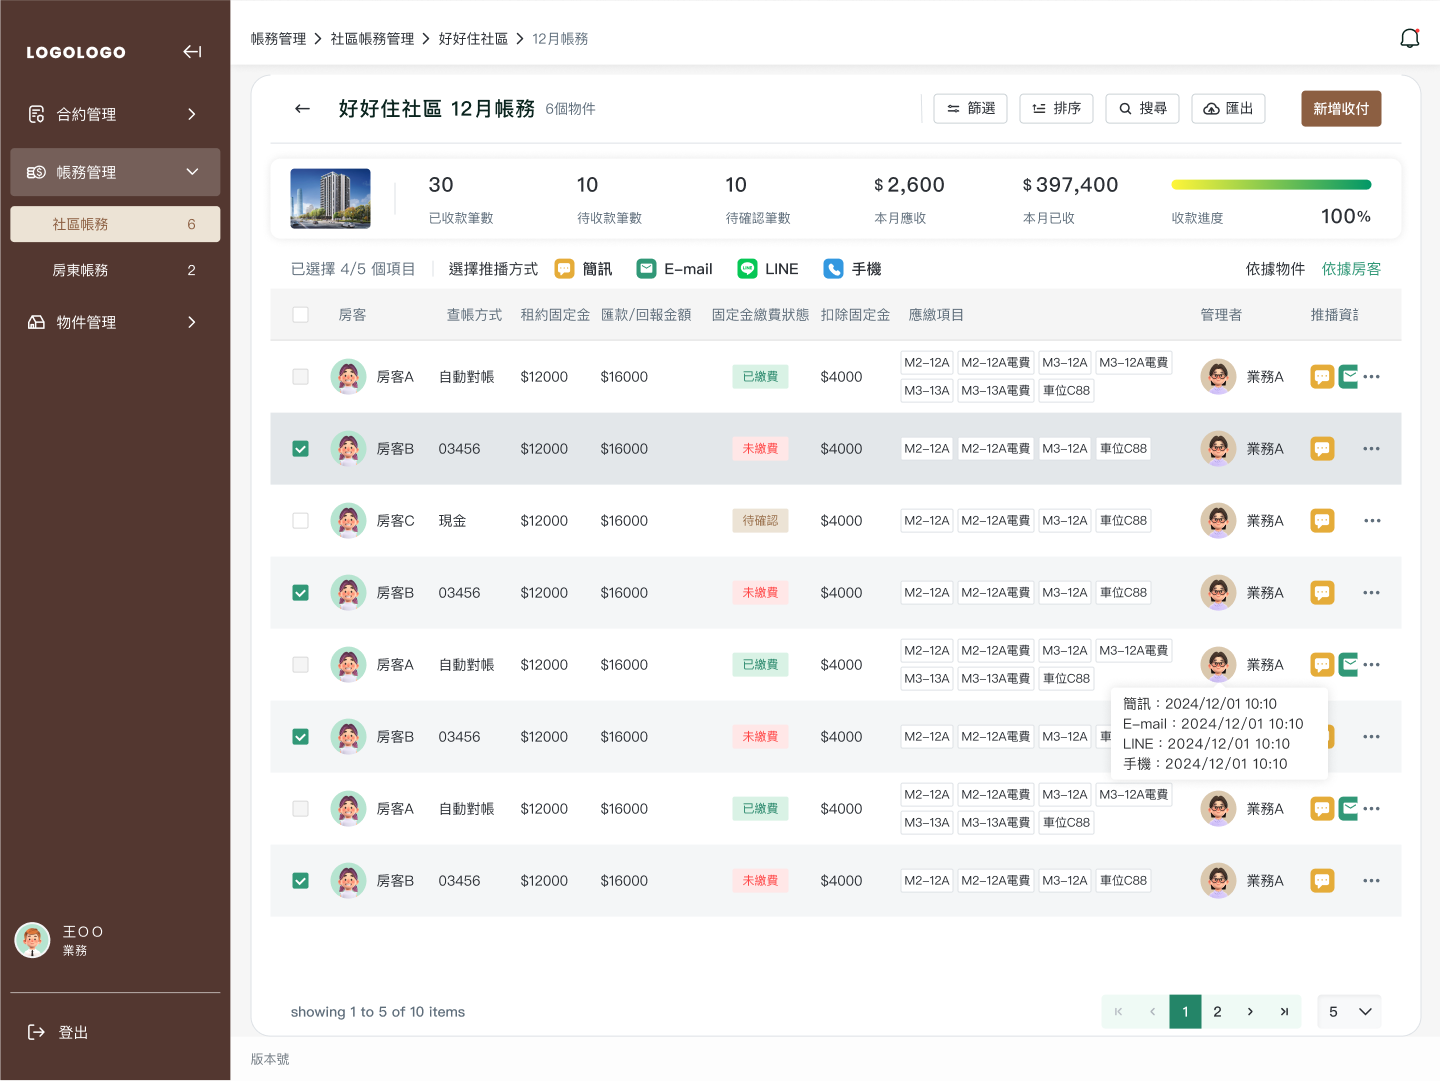 LOGOLOGO
合約管理
帳務管理
社區帳務 6
房東帳務 2
物件管理
王OO
業務
登出
帳務管理 > 社區帳務管理 > 好好住社區 > 12月帳務
好好住社區 12月帳務 6個物件
篩選 排序 搜尋 匯出 新增收付
30 10 10 $ 2,600 $ 397,400
已收款筆數 待收款筆數 待確認筆數 本月應收 本月已收 收款進度 100%
已選擇 4/5 個項目 選擇推播方式 簡訊 E-mail LINE 手機 依據物件 依據房客
房客 查帳方式 租約固定金 匯款/回報金額 固定金繳費狀態 扣除固定金 應繳項目 管理者 推播資訊
房客A 自動對帳 $12000 $16000 已繳費 $4000 M2-12A M2-12A電費 M3-12A M3-12A電費 業務A
M3-13A M3-13A電費 車位C88
房客B 03456 $12000 $16000 未繳費 $4000 M2-12A M2-12A電費 M3-12A 車位C88 業務A
房客C 現金 $12000 $16000 待確認 $4000 M2-12A M2-12A電費 M3-12A 車位C88 業務A
房客B 03456 $12000 $16000 未繳費 $4000 M2-12A M2-12A電費 M3-12A 車位C88 業務A
房客A 自動對帳 $12000 $16000 已繳費 $4000 M2-12A M2-12A電費 M3-12A M3-12A電費 業務A
M3-13A M3-13A電費 車位C88
簡訊：2024/12/01 10:10
E-mail：2024/12/01 10:10
LINE：2024/12/01 10:10
手機：2024/12/01 10:10
房客B 03456 $12000 $16000 未繳費 $4000 M2-12A M2-12A電費 M3-12A
房客A 自動對帳 $12000 $16000 已繳費 $4000 M2-12A M2-12A電費 M3-12A M3-12A電費 業務A
M3-13A M3-13A電費 車位C88
房客B 03456 $12000 $16000 未繳費 $4000 M2-12A M2-12A電費 M3-12A 車位C88 業務A
showing 1 to 5 of 10 items
1 2 5
版本號